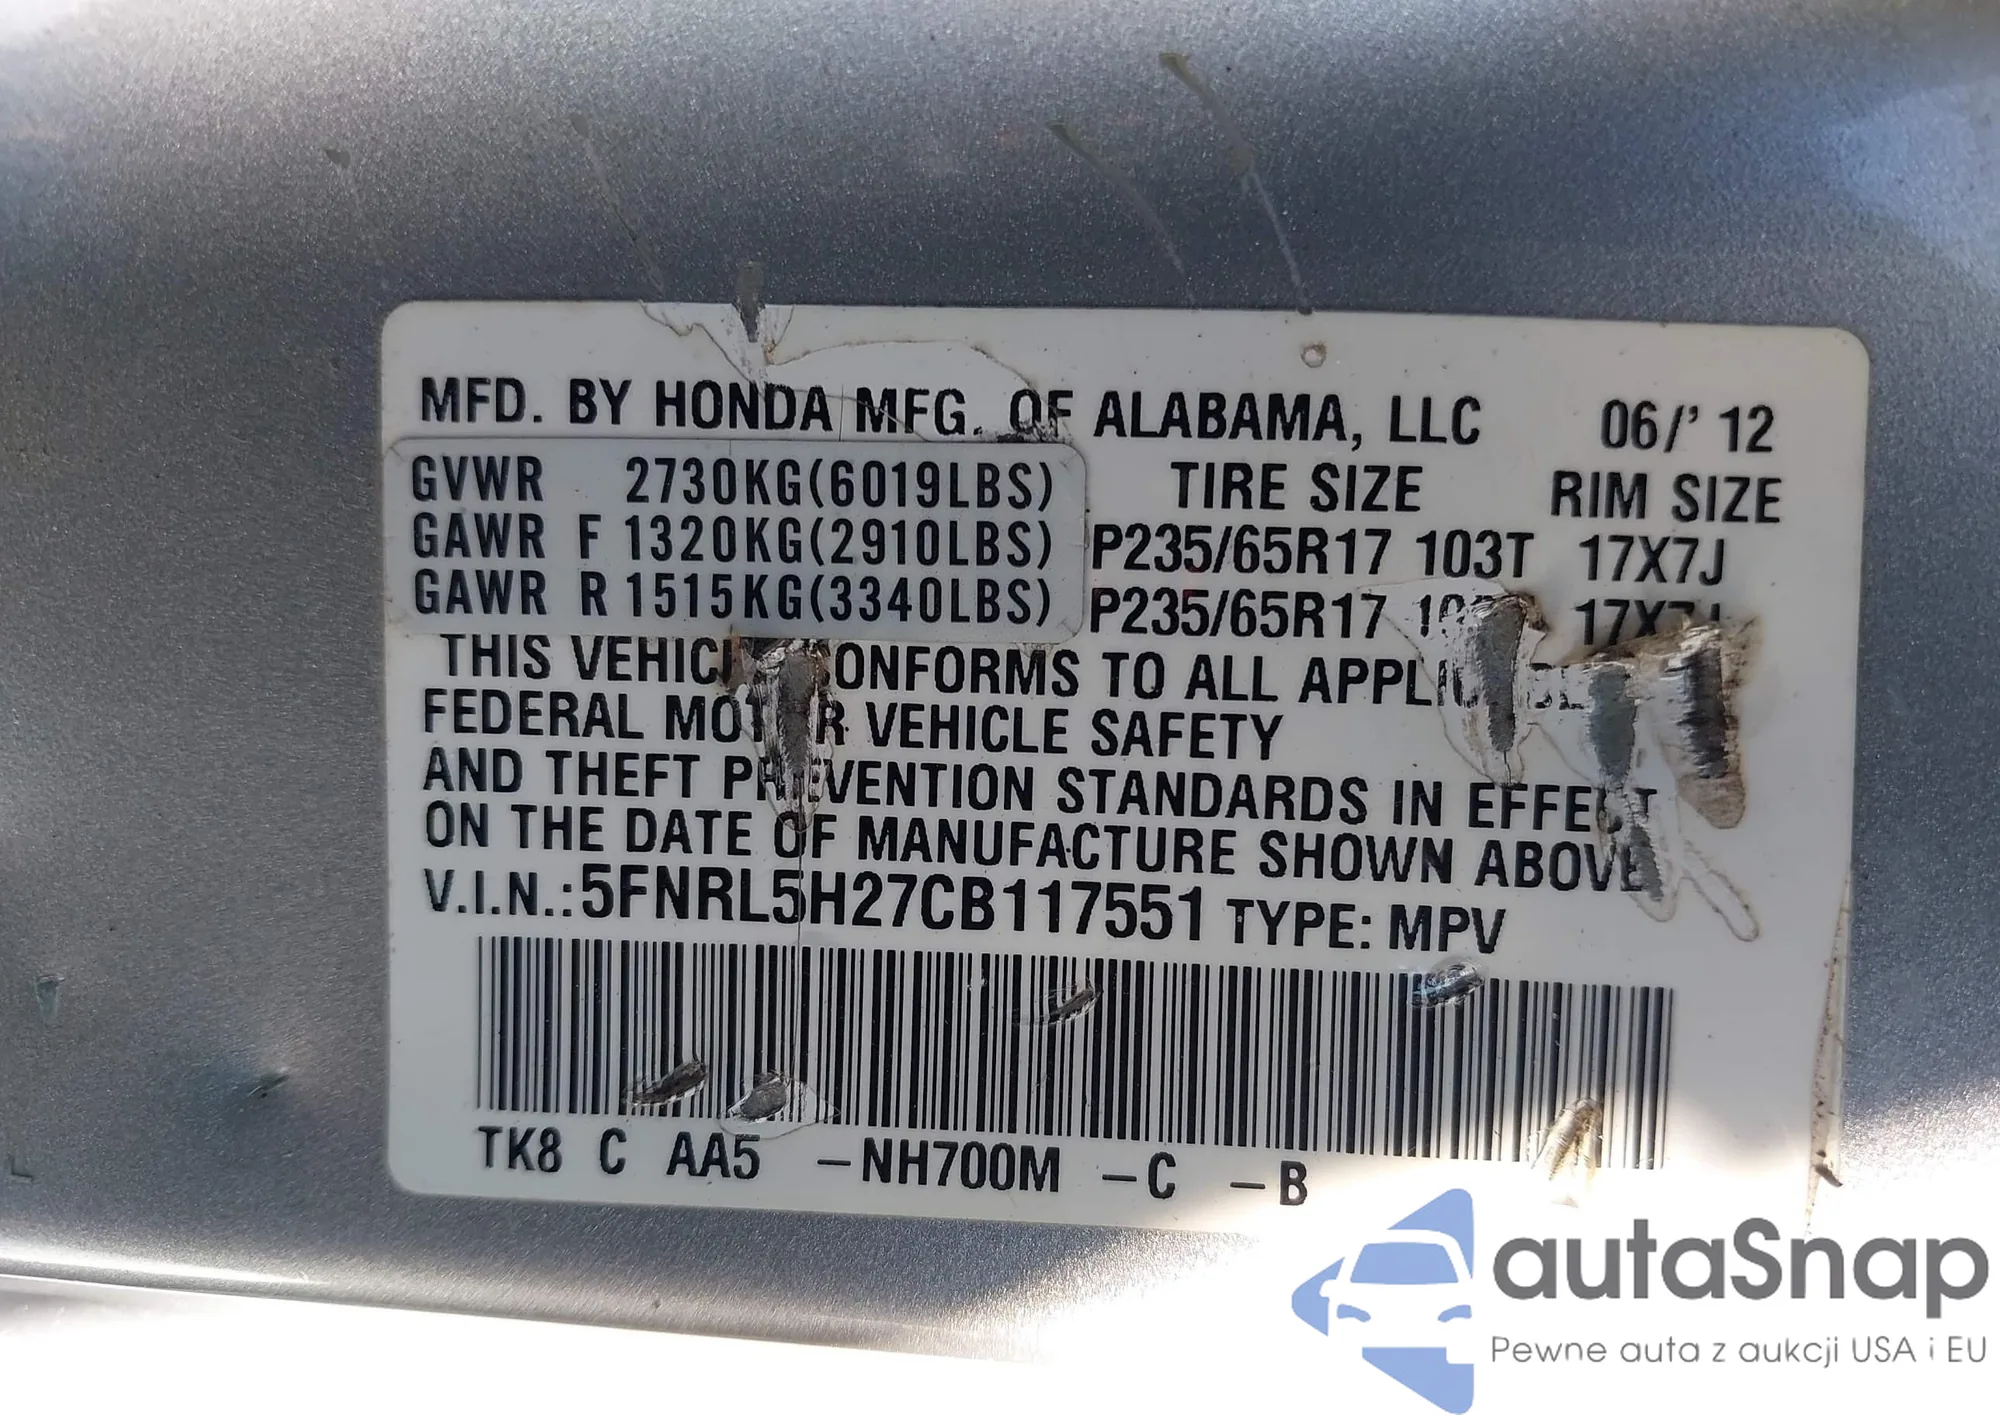 MFD. BY HONDA MFG. OF ALABAMA, LLC 06/' 12
GVWR 2730KG(6019LBS) TIRE SIZE RIM SIZE
GAWR F 1320KG(2910LBS) P235/65R17 103T 17X7J
GAWR R 1515KG(3340LBS) P235/65R17
THIS CONFORMS TO ALL
FEDERAL MOTOR VEHICLE SAFETY
AND THEFT PREVENTION STANDARDS IN EFFECT
ON THE DATE OF MANUFACTURE SHOWN ABOVE
V.I.N.:5FNRL5H27CB117551 TYPE: MPV
TK8 C AA5 -NH700M -C -B
autaSnap
Pewne auta z aukcji USA i EU